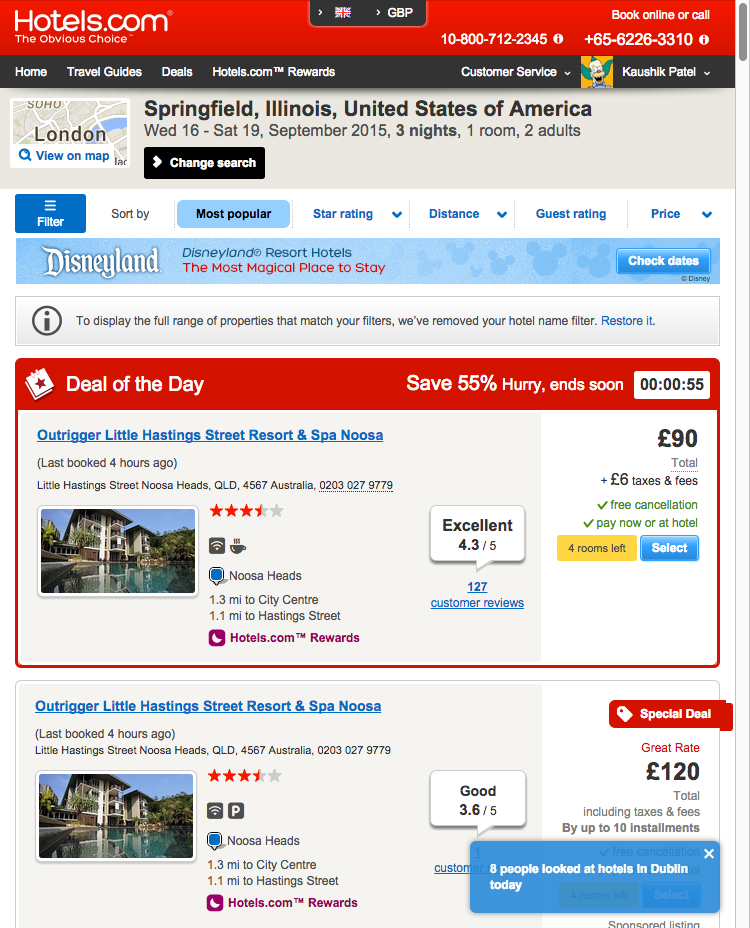 Hotels.com®
The Obvious Choice™
GBP
Book online or call
10-800-712-2345 +65-6226-3310
Home Travel Guides Deals Hotels.com™ Rewards Customer Service Kaushik Patel
SOHO
London
View on map
Springfield, Illinois, United States of America
Wed 16 - Sat 19, September 2015, 3 nights, 1 room, 2 adults
Change search
Filter
Sort by Most popular Star rating Distance Guest rating Price
Disneyland
Disneyland® Resort Hotels
The Most Magical Place to Stay
Check dates
© Disney
To display the full range of properties that match your filters, we've removed your hotel name filter. Restore it.
Deal of the Day Save 55% Hurry, ends soon 00:00:55
Outrigger Little Hastings Street Resort & Spa Noosa
(Last booked 4 hours ago)
Little Hastings Street Noosa Heads, QLD, 4567 Australia, 0203 027 9779
Noosa Heads
1.3 mi to City Centre
1.1 mi to Hastings Street
Hotels.com™ Rewards
Excellent
4.3 / 5
127
customer reviews
£90
Total
+ £6 taxes & fees
free cancellation
pay now or at hotel
4 rooms left Select
Outrigger Little Hastings Street Resort & Spa Noosa
(Last booked 4 hours ago)
Little Hastings Street Noosa Heads, QLD, 4567 Australia, 0203 027 9779
P
Noosa Heads
1.3 mi to City Centre
1.1 mi to Hastings Street
Hotels.com™ Rewards
Good
3.6 / 5
1
Special Deal
Great Rate
£120
Total
including taxes & fees
By up to 10 installments
free cancellation
8 people looked at hotels in Dublin
today
4 rooms left Select
Sponsored listing